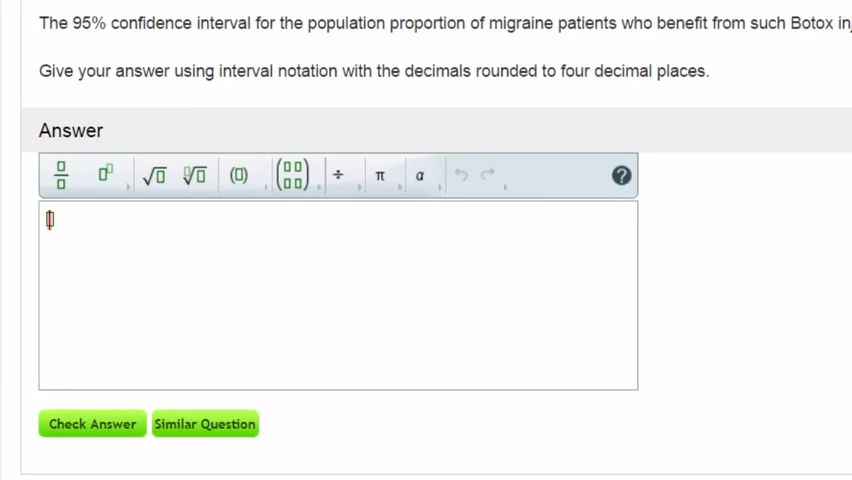 The 95% confidence interval for the population proportion of migraine patients who benefit from such Botox
Give your answer using interval notation with the decimals rounded to four decimal places.
Answer
√ √ (▯) ÷ π α ?
Check Answer
Similar Question